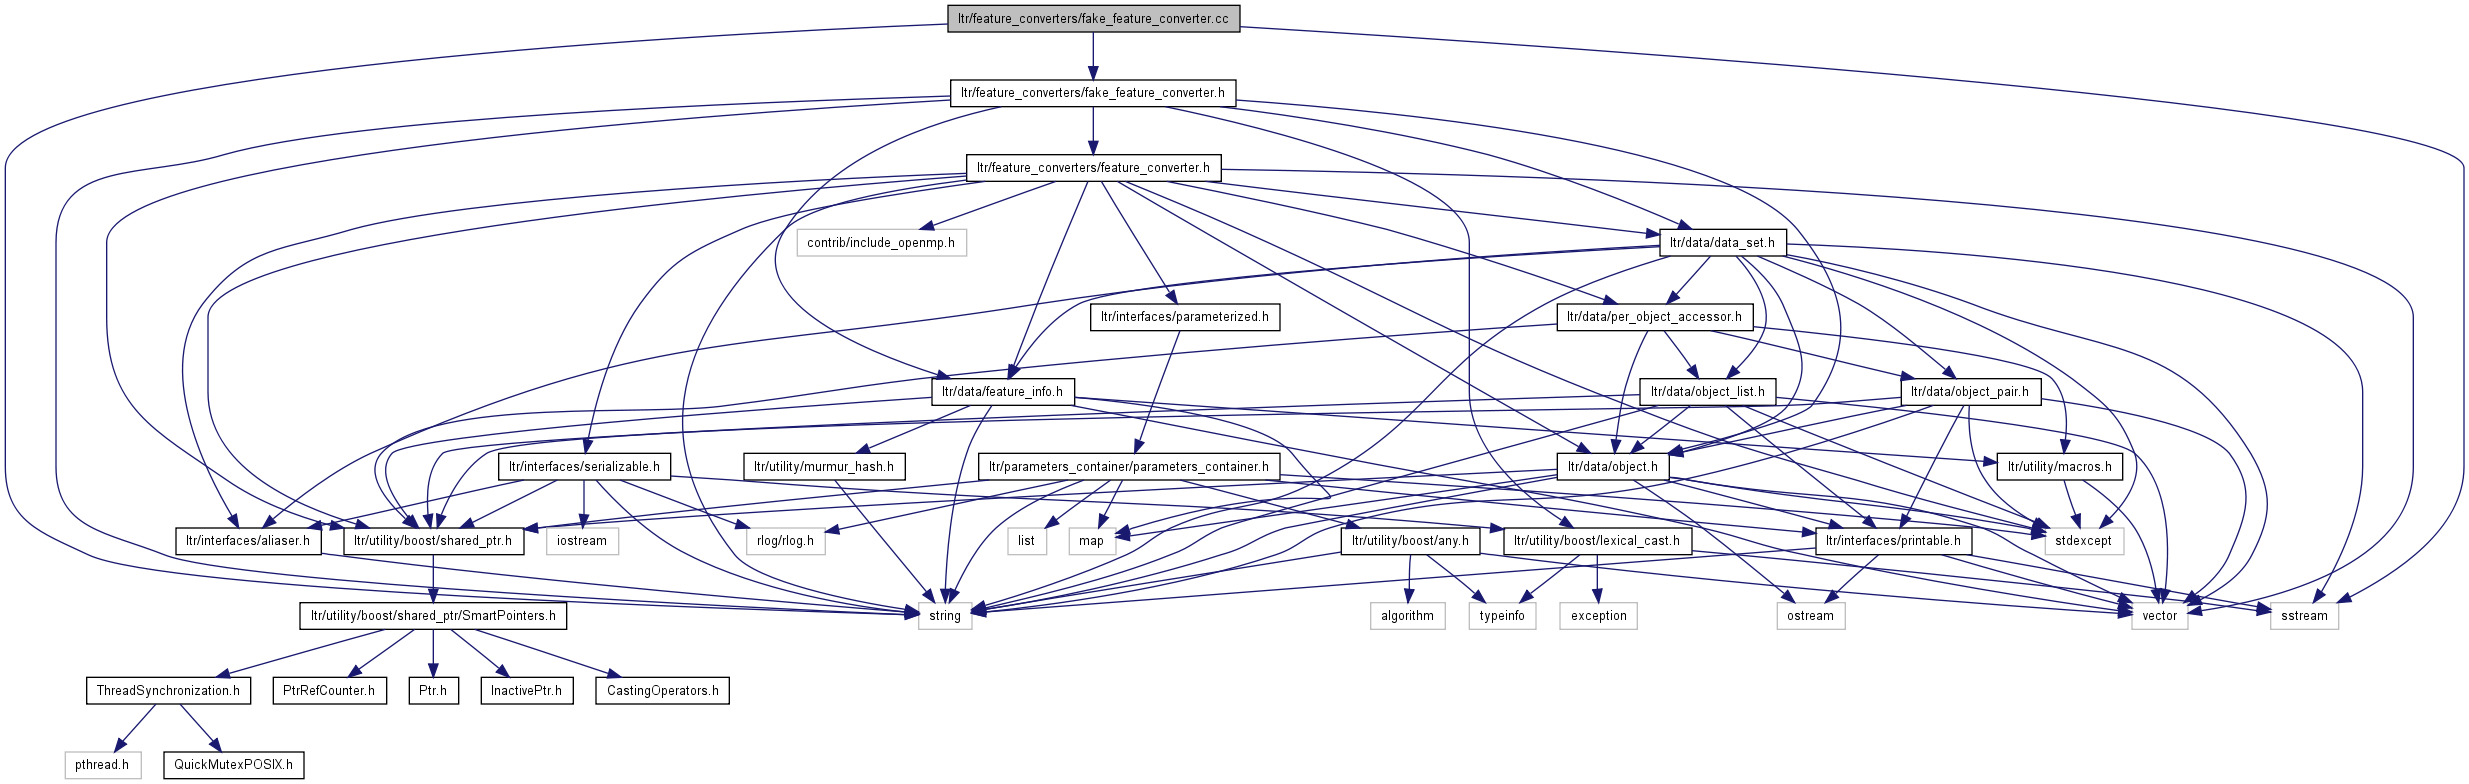 ltr/feature_converters/fake_feature_converter.cc
ltr/feature_converters/fake_feature_converter.h
ltr/feature_converters/feature_converter.h
contrib/include_openmp.h
ltr/data/data_set.h
ltr/interfaces/parameterized.h
ltr/data/per_object_accessor.h
ltr/data/feature_info.h
ltr/data/object_list.h
ltr/data/object_pair.h
ltr/interfaces/serializable.h
ltr/utility/murmur_hash.h
ltr/parameters_container/parameters_container.h
ltr/data/object.h
ltr/utility/macros.h
ltr/interfaces/aliaser.h
ltr/utility/boost/shared_ptr.h
iostream
rlog/rlog.h
list
map
ltr/utility/boost/any.h
ltr/utility/boost/lexical_cast.h
ltr/interfaces/printable.h
stdexcept
ltr/utility/boost/shared_ptr/SmartPointers.h
string
algorithm
typeinfo
exception
ostream
vector
sstream
ThreadSynchronization.h
PtrRefCounter.h
Ptr.h
InactivePtr.h
CastingOperators.h
pthread.h
QuickMutexPOSIX.h